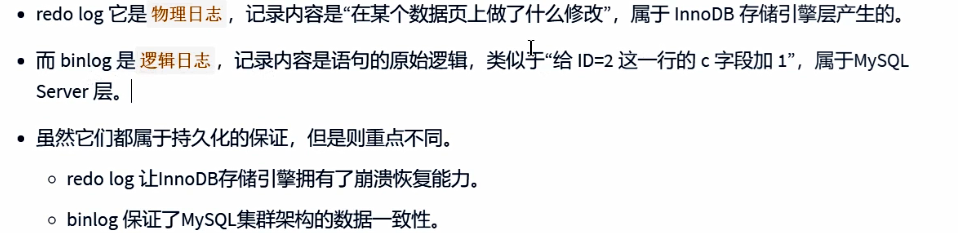 redo log 它是 物理日志 ，记录内容是“在某个数据页上做了什么修改”，属于 InnoDB 存储引擎层产生的。
而 binlog 是 逻辑日志 ，记录内容是语句的原始逻辑，类似于“给 ID=2 这一行的 c 字段加 1”，属于MySQL
Server 层。
虽然它们都属于持久化的保证，但是则重点不同。
redo log 让InnoDB存储引擎拥有了崩溃恢复能力。
binlog 保证了MySQL集群架构的数据一致性。